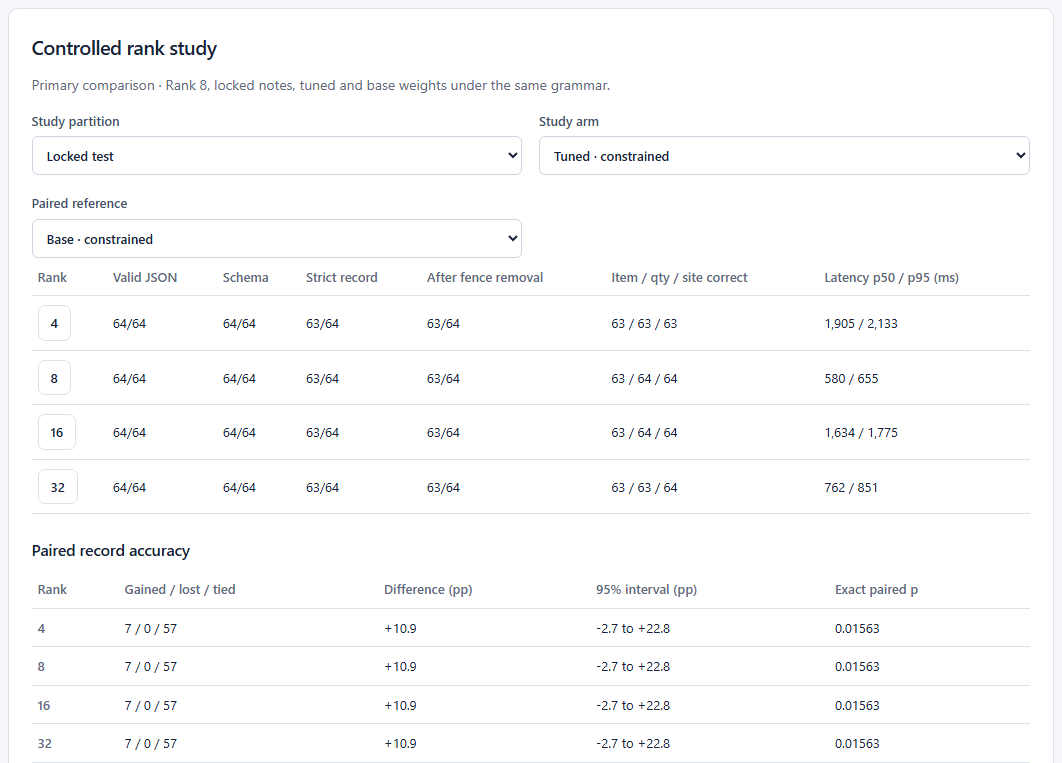 Controlled rank study
Primary comparison · Rank 8, locked notes, tuned and base weights under the same grammar.
Study partition Study arm
Locked test Tuned · constrained
Paired reference
Base · constrained
Rank Valid JSON Schema Strict record After fence removal Item / qty / site correct Latency p50 / p95 (ms)
4 64/64 64/64 63/64 63/64 63 / 63 / 63 1,905 / 2,133
8 64/64 64/64 63/64 63/64 63 / 64 / 64 580 / 655
16 64/64 64/64 63/64 63/64 63 / 64 / 64 1,634 / 1,775
32 64/64 64/64 63/64 63/64 63 / 63 / 64 762 / 851
Paired record accuracy
Rank Gained / lost / tied Difference (pp) 95% interval (pp) Exact paired p
4 7 / 0 / 57 +10.9 -2.7 to +22.8 0.01563
8 7 / 0 / 57 +10.9 -2.7 to +22.8 0.01563
16 7 / 0 / 57 +10.9 -2.7 to +22.8 0.01563
32 7 / 0 / 57 +10.9 -2.7 to +22.8 0.01563